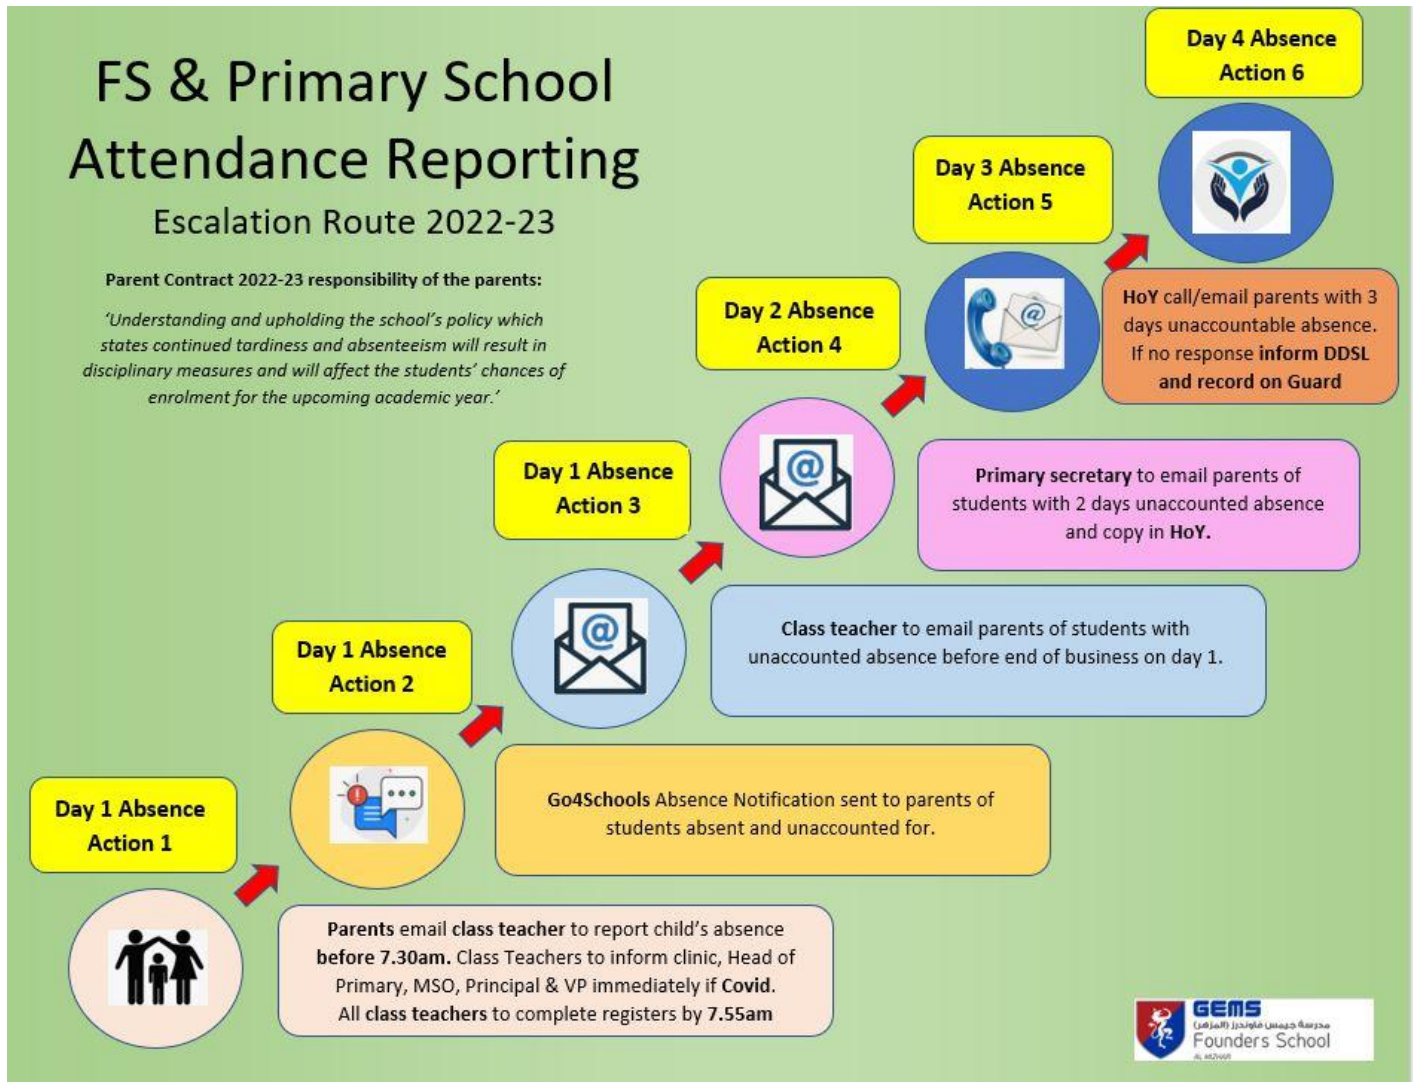 FS & Primary School
Attendance Reporting
Escalation Route 2022-23
Parent Contract 2022-23 responsibility of the parents:
‘Understanding and upholding the school’s policy which
states continued tardiness and absenteeism will result in
disciplinary measures and will affect the students’ chances of
enrolment for the upcoming academic year.’
Day 4 Absence
Action 6
Day 3 Absence
Action 5
HoY call/email parents with 3
days unaccountable absence.
If no response inform DDSL
and record on Guard
Day 2 Absence
Action 4
Primary secretary to email parents of
students with 2 days unaccounted absence
and copy in HoY.
Day 1 Absence
Action 3
Class teacher to email parents of students with
unaccounted absence before end of business on day 1.
Day 1 Absence
Action 2
Go4Schools Absence Notification sent to parents of
students absent and unaccounted for.
Day 1 Absence
Action 1
Parents email class teacher to report child’s absence
before 7.30am. Class Teachers to inform clinic, Head of
Primary, MSO, Principal & VP immediately if Covid.
All class teachers to complete registers by 7.55am
GEMS
مدرسة جيمس فاوندرز (المزهر)
Founders School
AL MIZHAR